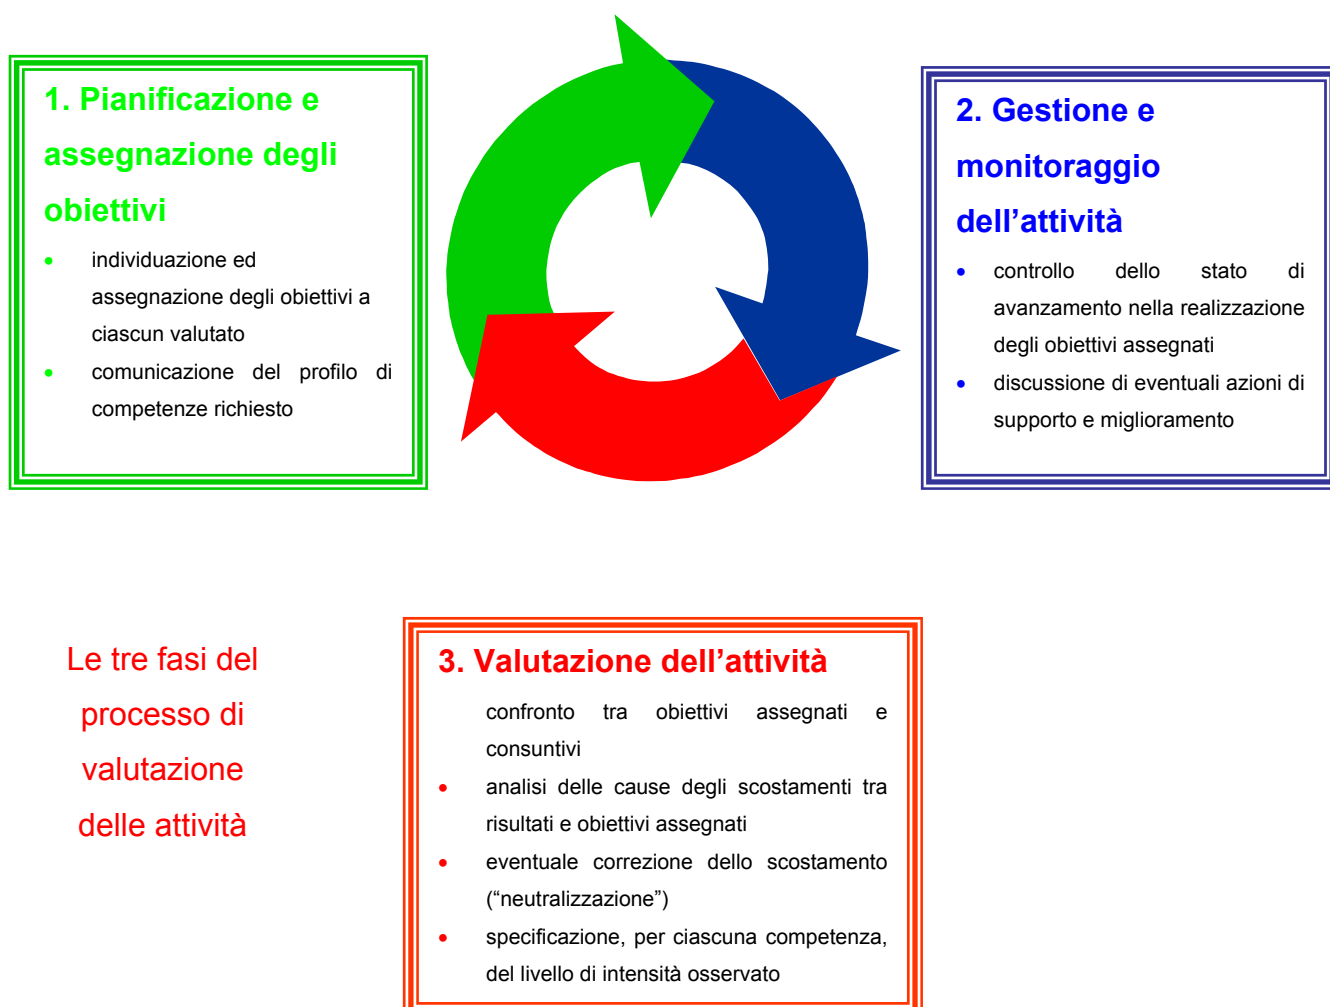 1. Pianificazione e
assegnazione degli
obiettivi
• individuazione ed
assegnazione degli obiettivi a
ciascun valutato
• comunicazione del profilo di
competenze richiesto
2. Gestione e
monitoraggio
dell’attività
• controllo dello stato di
avanzamento nella realizzazione
degli obiettivi assegnati
• discussione di eventuali azioni di
supporto e miglioramento
Le tre fasi del
processo di
valutazione
delle attività
3. Valutazione dell’attività
confronto tra obiettivi assegnati e
consuntivi
• analisi delle cause degli scostamenti tra
risultati e obiettivi assegnati
• eventuale correzione dello scostamento
(“neutralizzazione”)
• specificazione, per ciascuna competenza,
del livello di intensità osservato